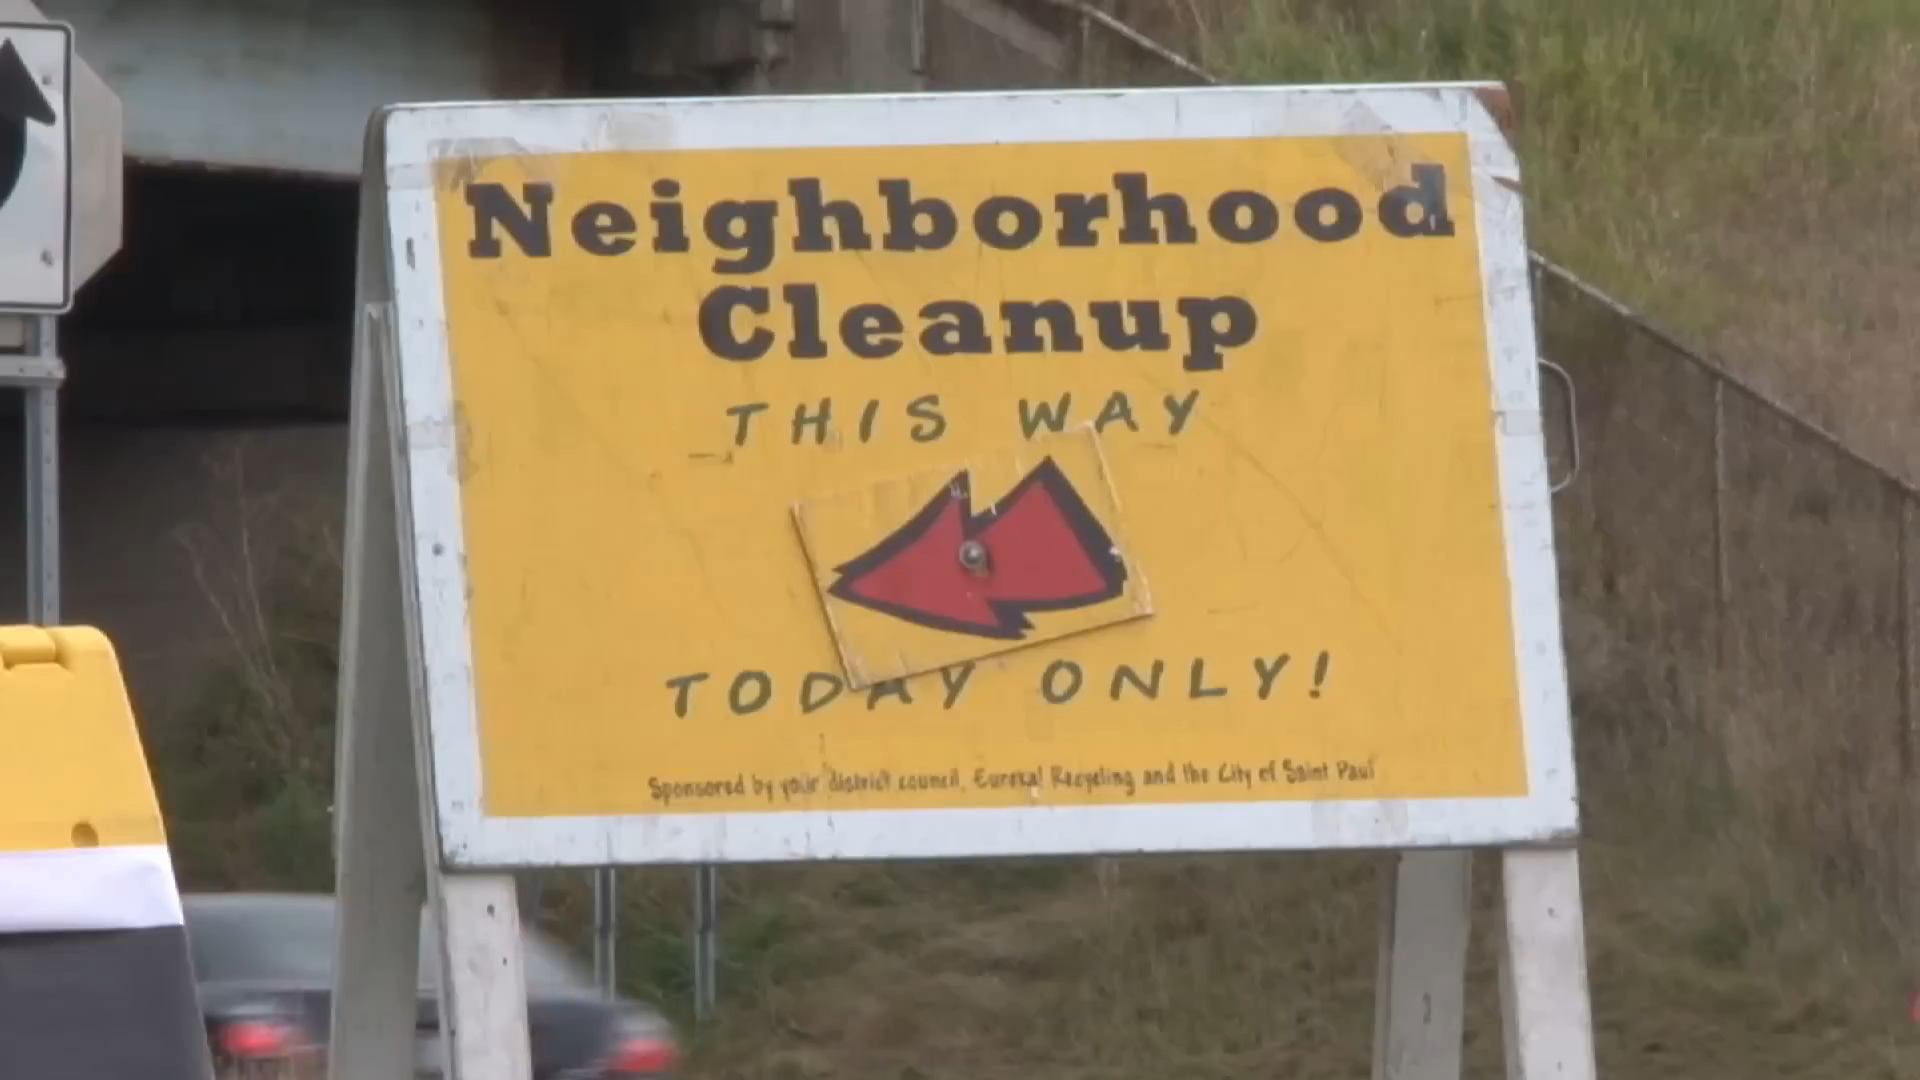 Neighborhood
Cleanup
THIS WAY
TODAY ONLY!
Sponsored by your district council, Eureka! Recycling and the City of Saint Paul